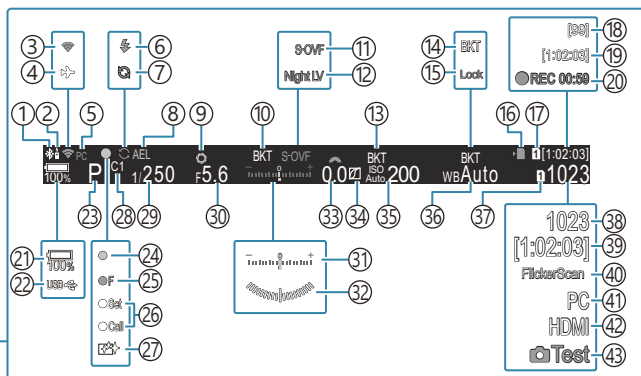 ③ ④ ⑥ ⑦ S-OVF ⑪ Night LV ⑫ ⑭ BKT ⑮ Lock [99] ⑱ [1:02:03] ⑲ REC 00:59 ⑳
① ② ⑤ ⑧ ⑨ ⑩ ⑬ ⑯ ⑰
PC AEL BKT S-OVF BKT BKT 1 [1:02:03]
100% P C1 1/250 F5.6 − 0 + 0.0 ISO Auto 200 WB Auto 1023
㉓ ㉘ ㉙ ㉚ ㉝ ㉞ ㉟ ㊱ ㊲
㉑ 100%
㉒ USB
㉔
F ㉕
Set
Call ㉖
㉗
− 0 + ㉛
㉜
1023 ㊳
[1:02:03] ㊴
FlickerScan ㊵
PC ㊶
HDMI ㊷
Test ㊸